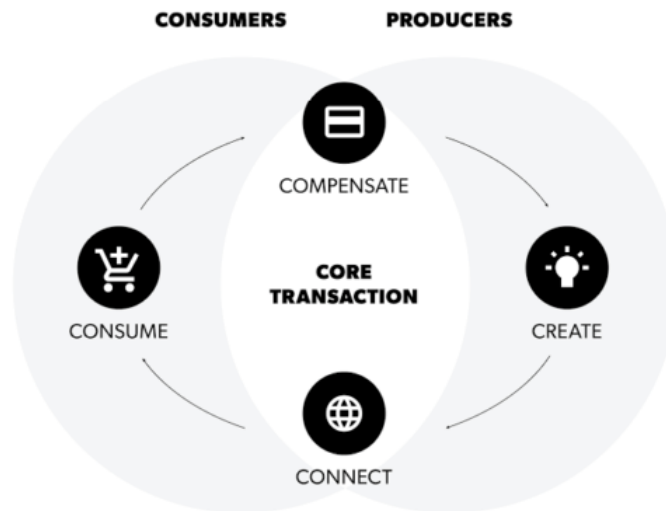 CONSUMERS
PRODUCERS
COMPENSATE
CORE
TRANSACTION
CONSUME
CREATE
CONNECT